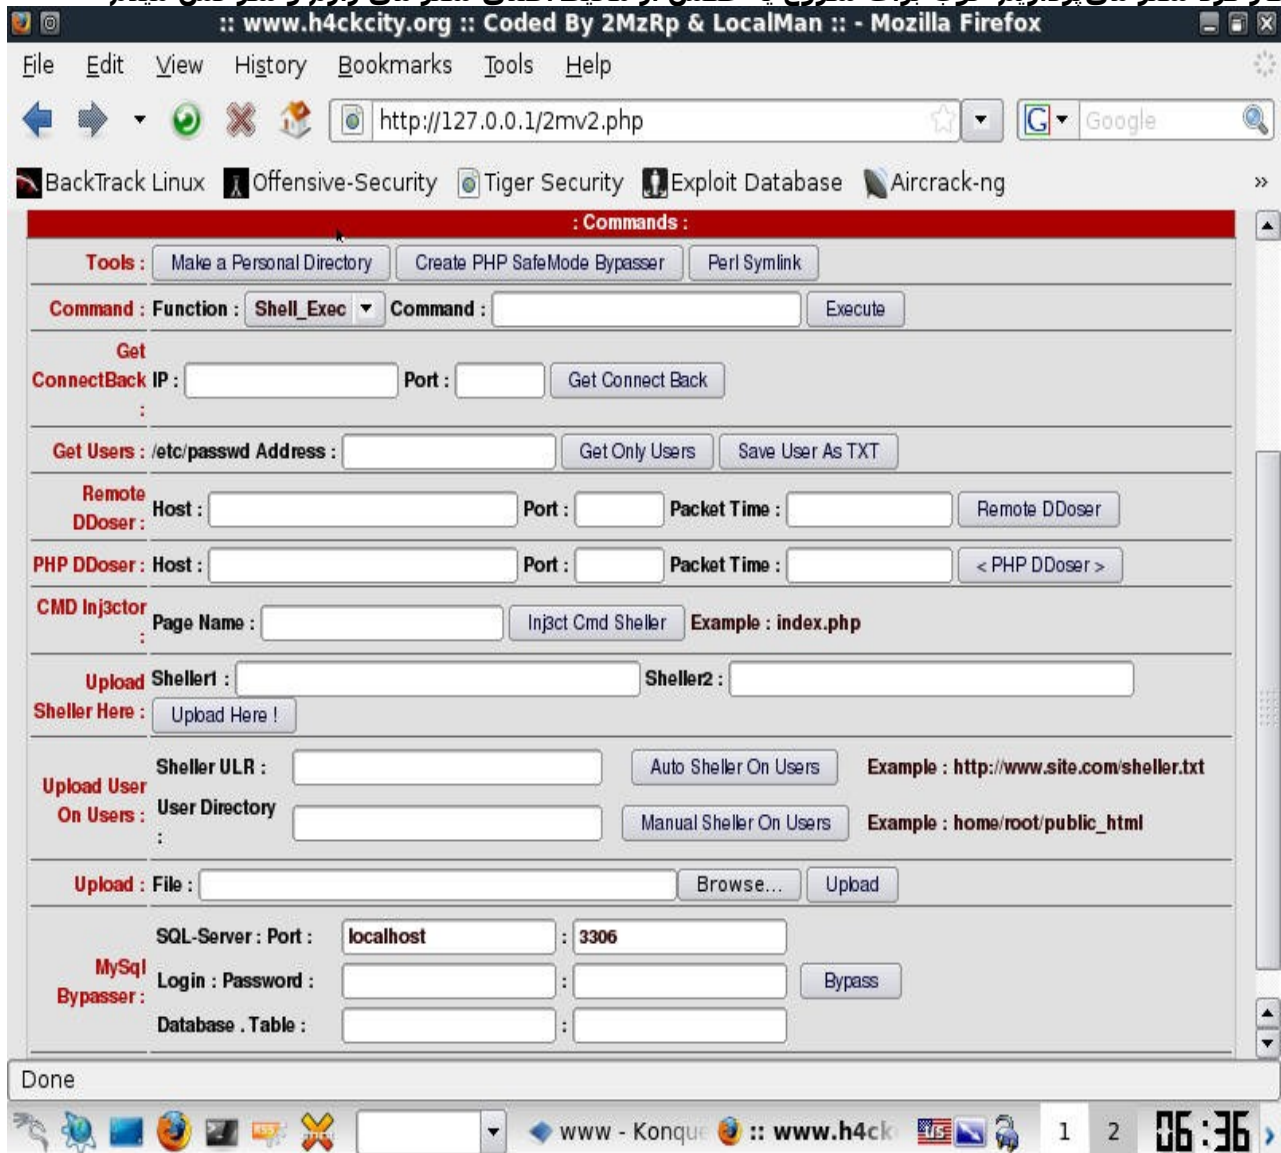 :: www.h4ckcity.org :: Coded By 2MzRp & LocalMan :: - Mozilla Firefox
File Edit View History Bookmarks Tools Help
http://127.0.0.1/2mv2.php
G Google
BackTrack Linux Offensive-Security Tiger Security Exploit Database Aircrack-ng »
: Commands :
Tools : Make a Personal Directory Create PHP SafeMode Bypasser Perl Symlink
Command : Function : Shell_Exec Command : Execute
Get ConnectBack : IP : Port : Get Connect Back
Get Users : /etc/passwd Address : Get Only Users Save User As TXT
Remote DDoser : Host : Port : Packet Time : Remote DDoser
PHP DDoser : Host : Port : Packet Time : < PHP DDoser >
CMD Inj3ctor : Page Name : Inj3ct Cmd Sheller Example : index.php
Upload Sheller Here : Sheller1 : Sheller2 :
Upload Here !
Upload User On Users : Sheller ULR : Auto Sheller On Users Example : http://www.site.com/sheller.txt
User Directory : Manual Sheller On Users Example : home/root/public_html
Upload : File : Browse... Upload
MySql Bypasser : SQL-Server : Port : localhost : 3306
Login : Password : : Bypass
Database . Table : :
Done
www - Konque :: www.h4ck US 1 2 06:36